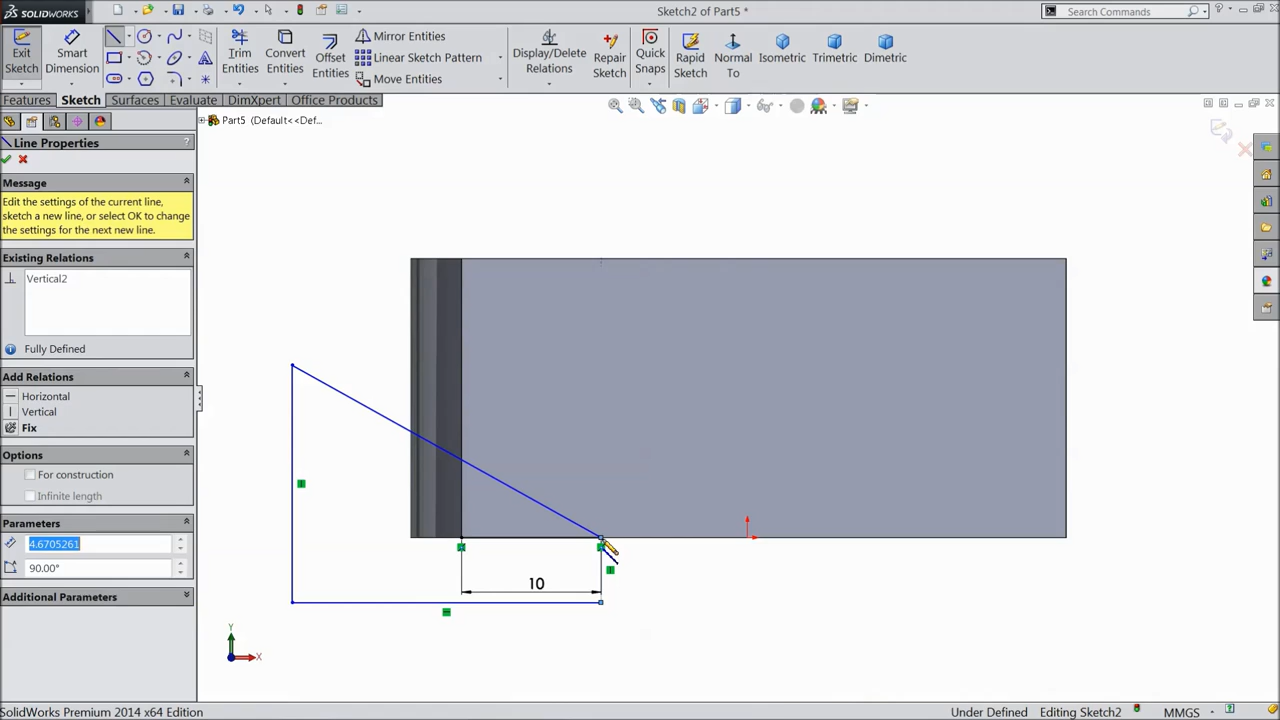 SOLIDWORKS
Sketch2 of Part5 *
Search Commands
Exit Sketch
Smart Dimension
Trim Entities
Convert Entities
Offset Entities
Mirror Entities
Linear Sketch Pattern
Move Entities
Display/Delete Relations
Repair Sketch
Quick Snaps
Rapid Sketch
Normal To
Isometric
Trimetric
Dimetric
Features Sketch Surfaces Evaluate DimXpert Office Products
Part5 (Default<<Def...
Line Properties ?
Message
Edit the settings of the current line,
sketch a new line, or select OK to change
the settings for the next new line.
Existing Relations
Vertical2
Fully Defined
Add Relations
Horizontal
Vertical
Fix
Options
For construction
Infinite length
Parameters
4.6705261
90.00°
Additional Parameters
10
Y
X
SolidWorks Premium 2014 x64 Edition
Under Defined
Editing Sketch2
MMGS